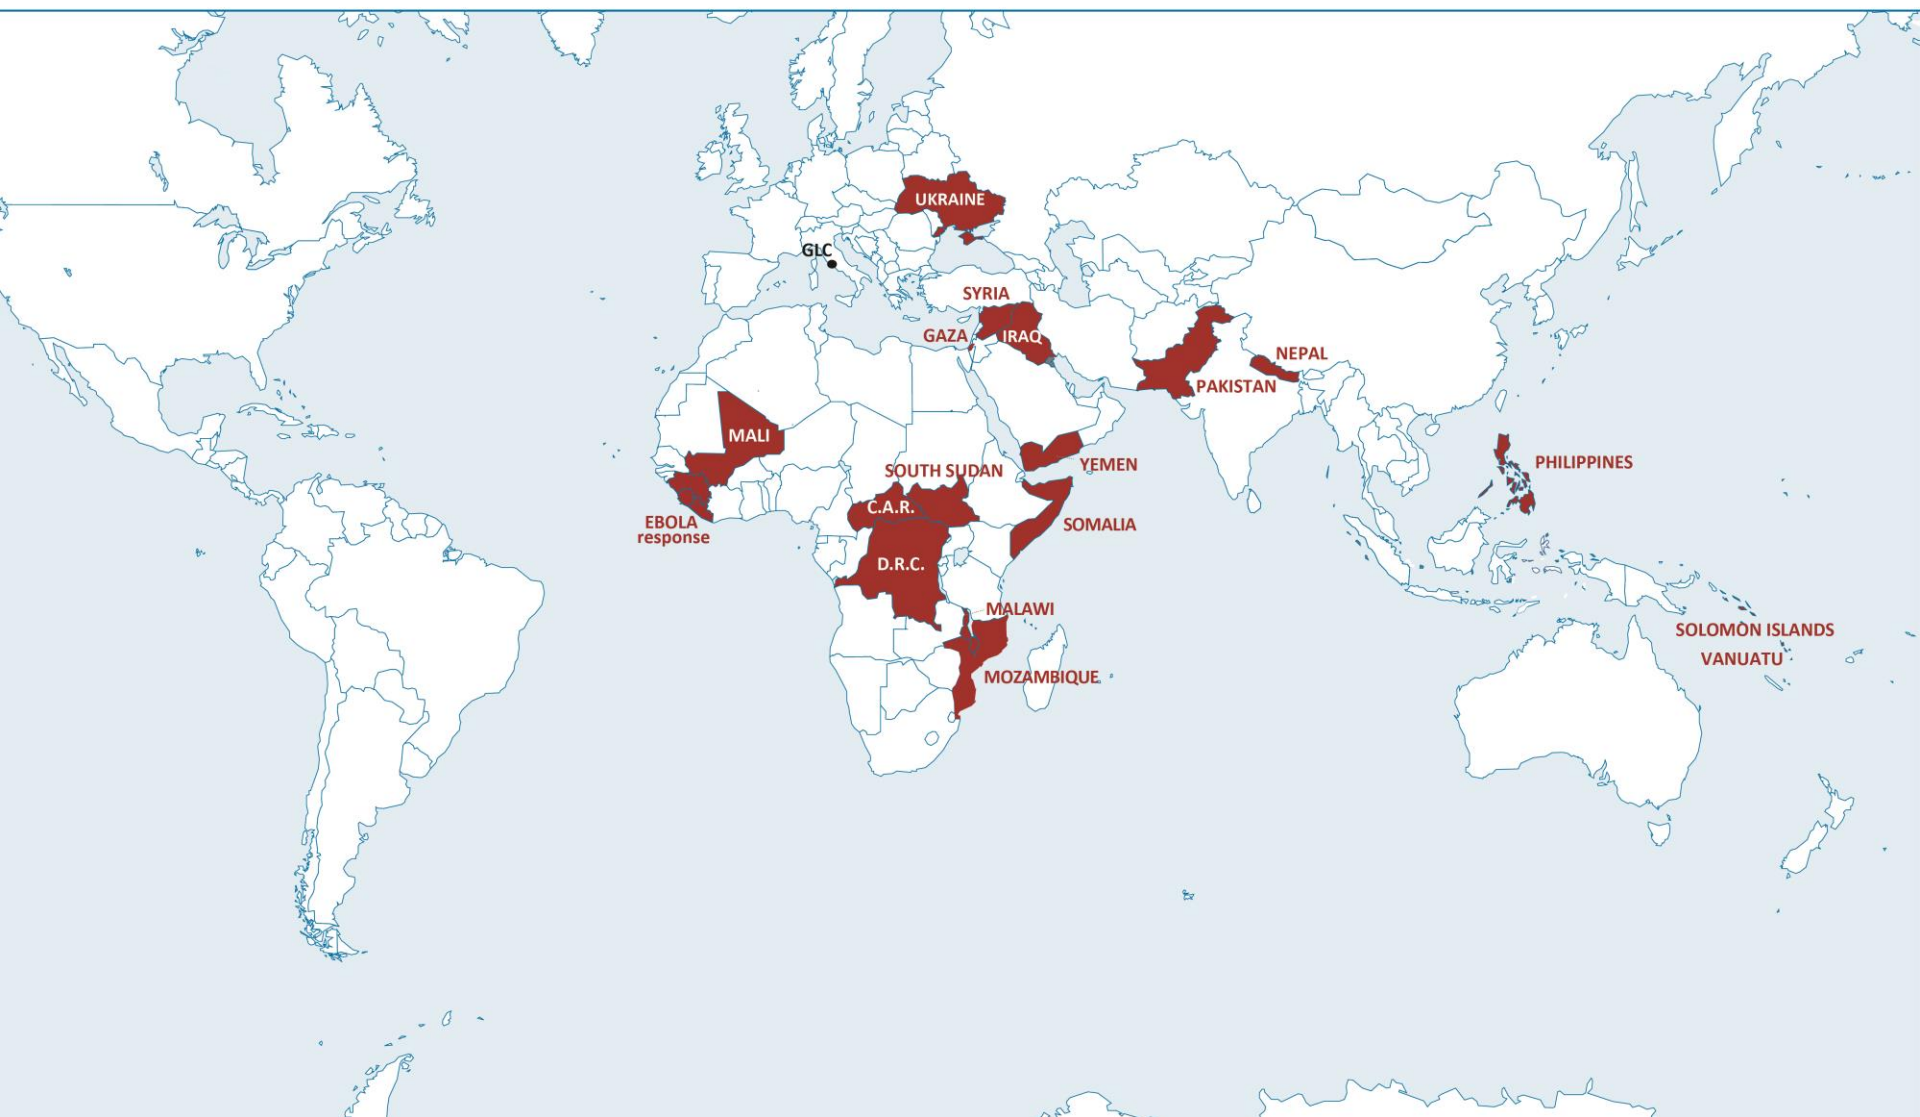 UKRAINE
GLC
SYRIA
GAZA
IRAQ
NEPAL
PAKISTAN
MALI
YEMEN
PHILIPPINES
SOUTH SUDAN
C.A.R.
EBOLA
response
SOMALIA
D.R.C.
MALAWI
SOLOMON ISLANDS
VANUATU
MOZAMBIQUE